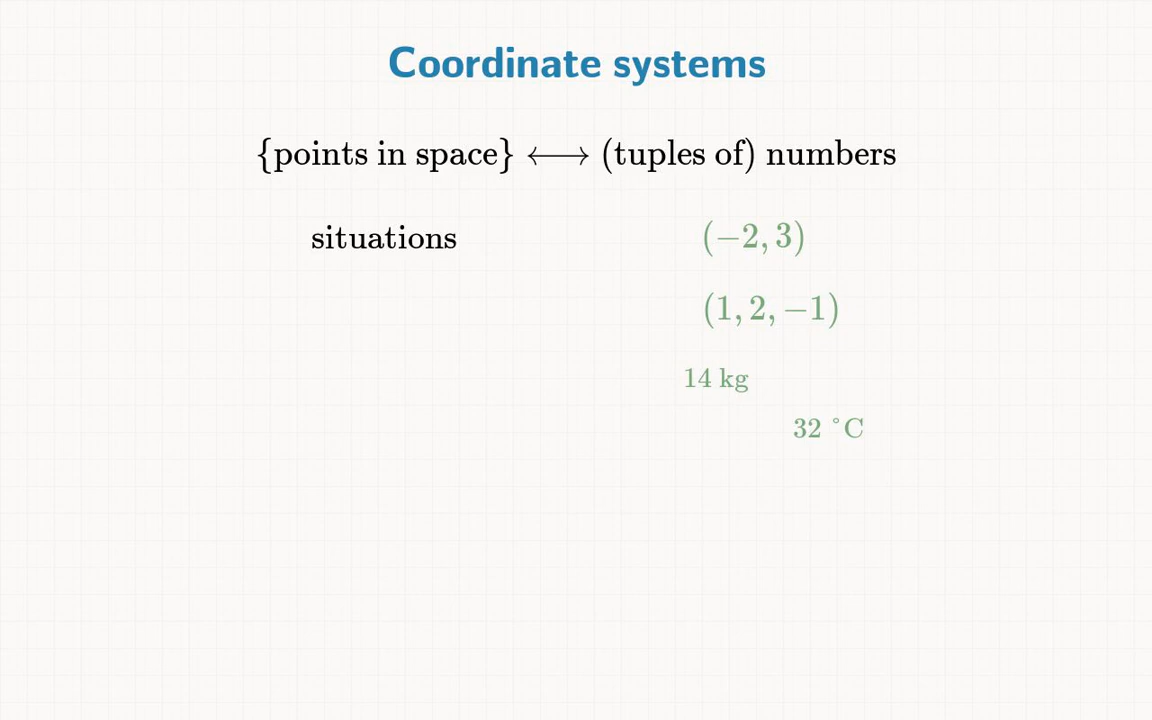 Coordinate systems
{points in space} ⟷ (tuples of) numbers
situations (−2, 3)
(1, 2, −1)
14 kg
32 °C